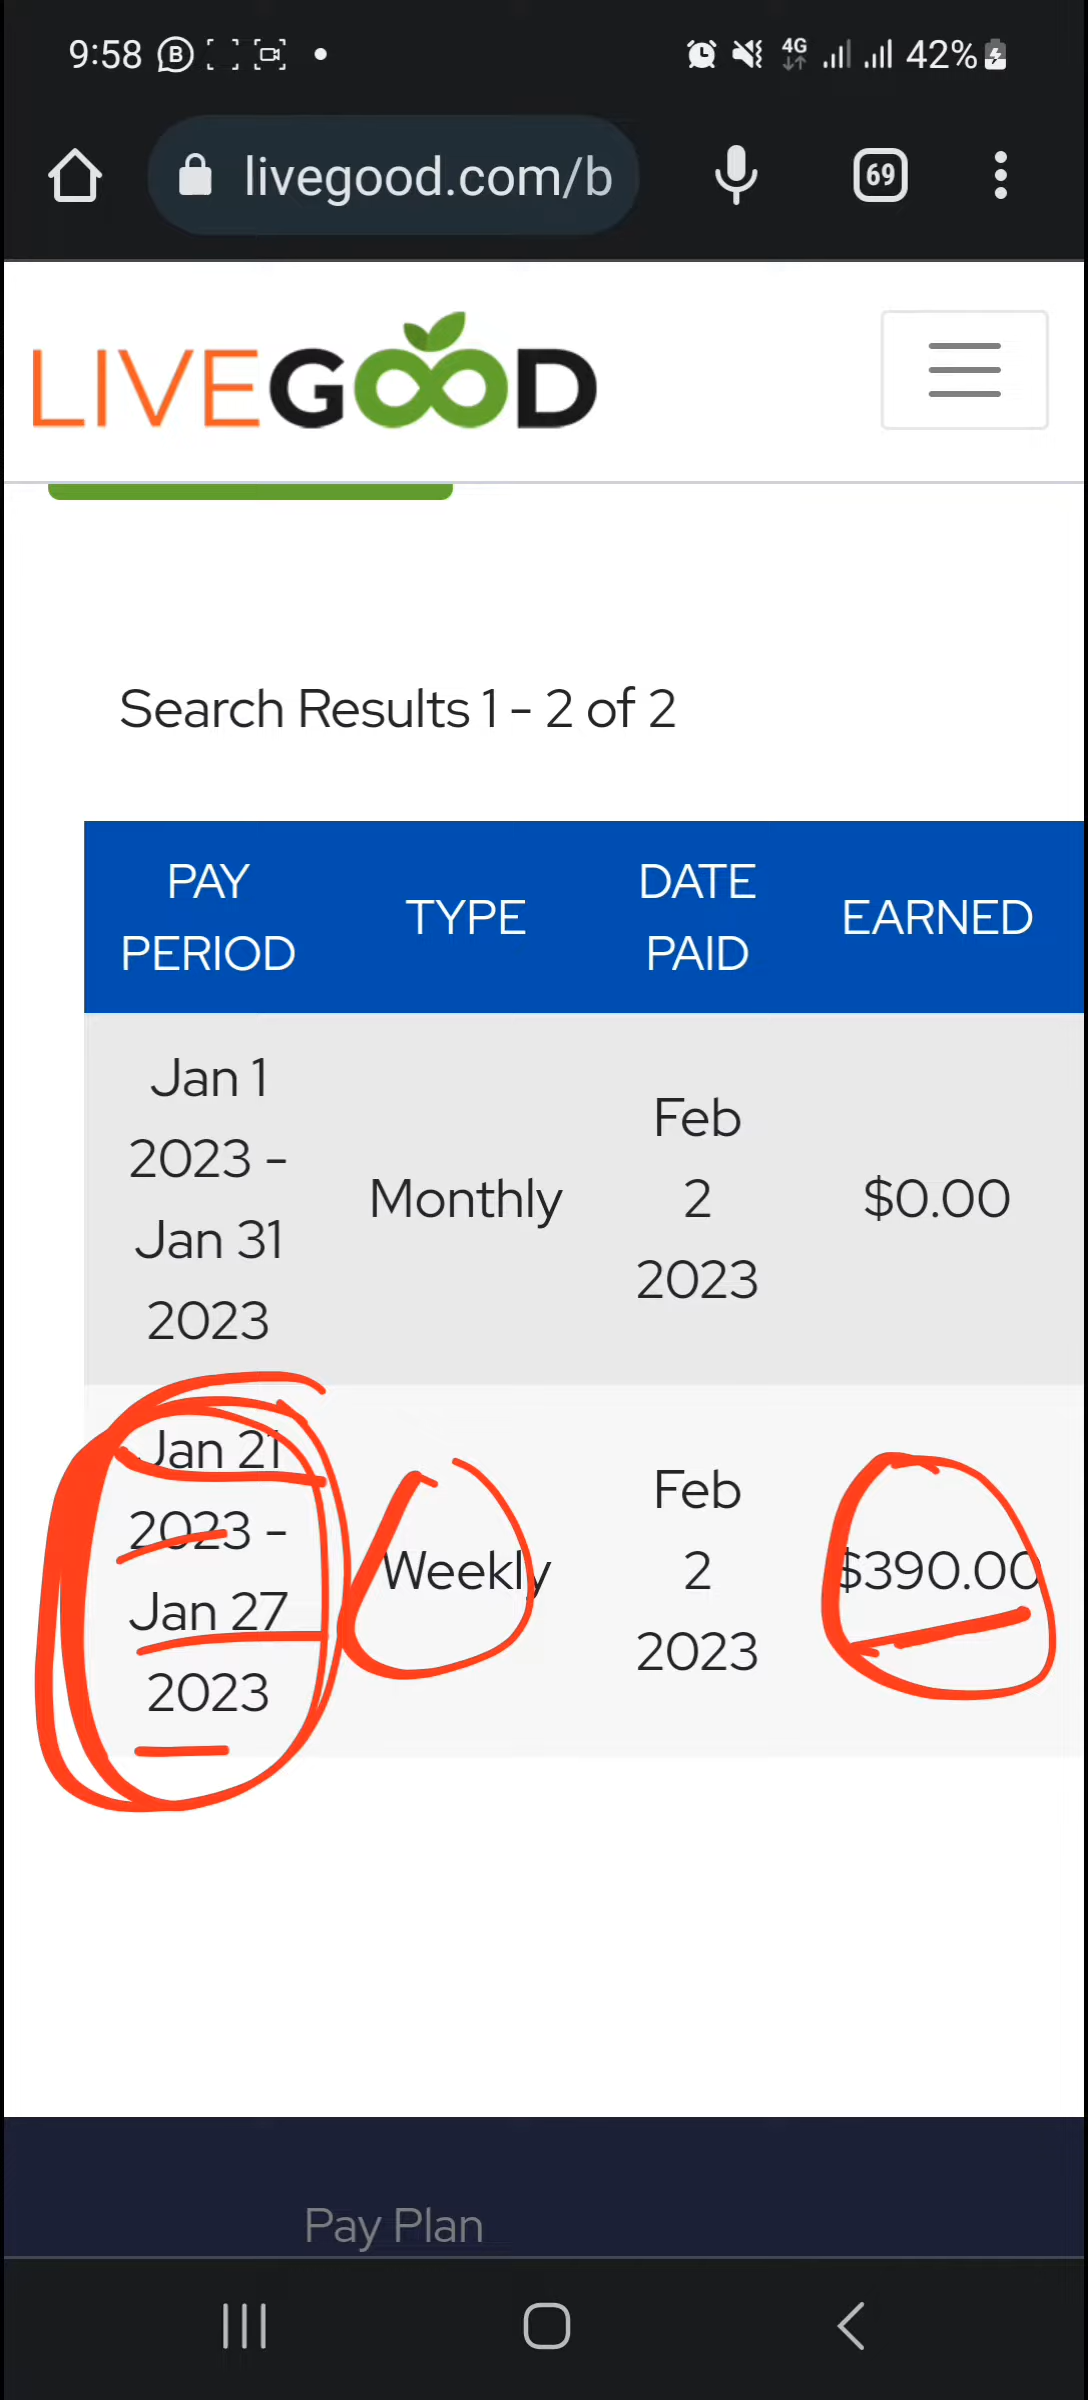 9:58 B 4G 42%
livegood.com/b 69
LIVEGOOD
Search Results 1 - 2 of 2
PAY PERIOD TYPE DATE PAID EARNED
Jan 1 2023 - Jan 31 2023 Monthly Feb 2 2023 $0.00
Jan 21 2023 - Jan 27 2023 Weekly Feb 2 2023 $390.00
Pay Plan